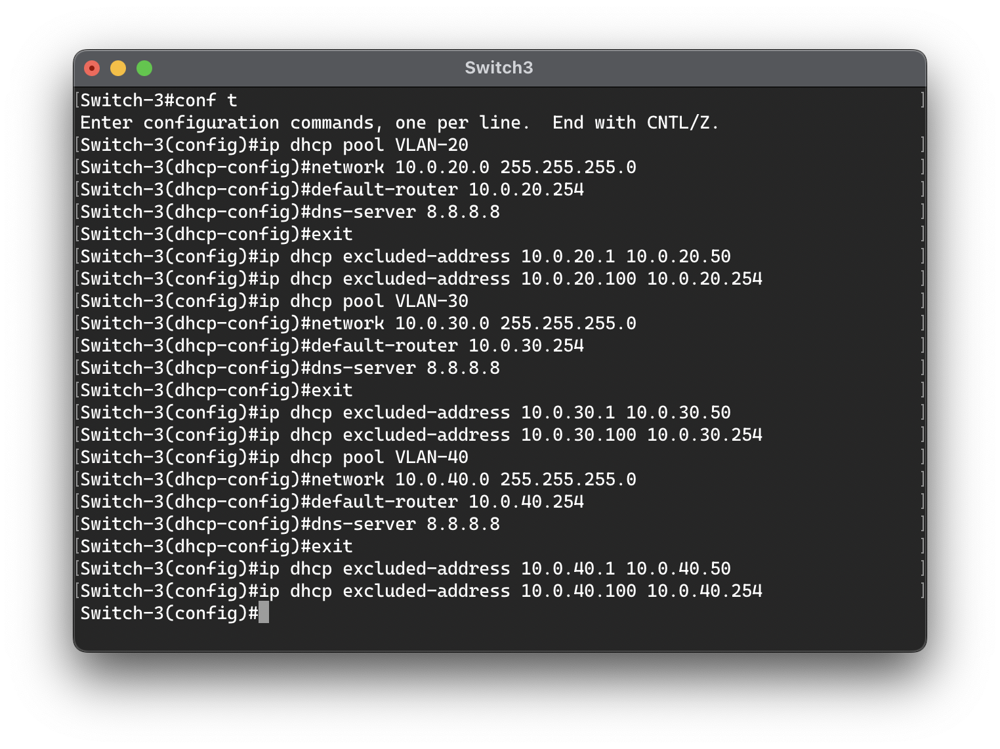 Switch3
[Switch-3#conf t ]
Enter configuration commands, one per line.  End with CNTL/Z.
[Switch-3(config)#ip dhcp pool VLAN-20 ]
[Switch-3(dhcp-config)#network 10.0.20.0 255.255.255.0 ]
[Switch-3(dhcp-config)#default-router 10.0.20.254 ]
[Switch-3(dhcp-config)#dns-server 8.8.8.8 ]
[Switch-3(dhcp-config)#exit ]
[Switch-3(config)#ip dhcp excluded-address 10.0.20.1 10.0.20.50 ]
[Switch-3(config)#ip dhcp excluded-address 10.0.20.100 10.0.20.254 ]
[Switch-3(config)#ip dhcp pool VLAN-30 ]
[Switch-3(dhcp-config)#network 10.0.30.0 255.255.255.0 ]
[Switch-3(dhcp-config)#default-router 10.0.30.254 ]
[Switch-3(dhcp-config)#dns-server 8.8.8.8 ]
[Switch-3(dhcp-config)#exit ]
[Switch-3(config)#ip dhcp excluded-address 10.0.30.1 10.0.30.50 ]
[Switch-3(config)#ip dhcp excluded-address 10.0.30.100 10.0.30.254 ]
[Switch-3(config)#ip dhcp pool VLAN-40 ]
[Switch-3(dhcp-config)#network 10.0.40.0 255.255.255.0 ]
[Switch-3(dhcp-config)#default-router 10.0.40.254 ]
[Switch-3(dhcp-config)#dns-server 8.8.8.8 ]
[Switch-3(dhcp-config)#exit ]
[Switch-3(config)#ip dhcp excluded-address 10.0.40.1 10.0.40.50 ]
[Switch-3(config)#ip dhcp excluded-address 10.0.40.100 10.0.40.254 ]
Switch-3(config)#